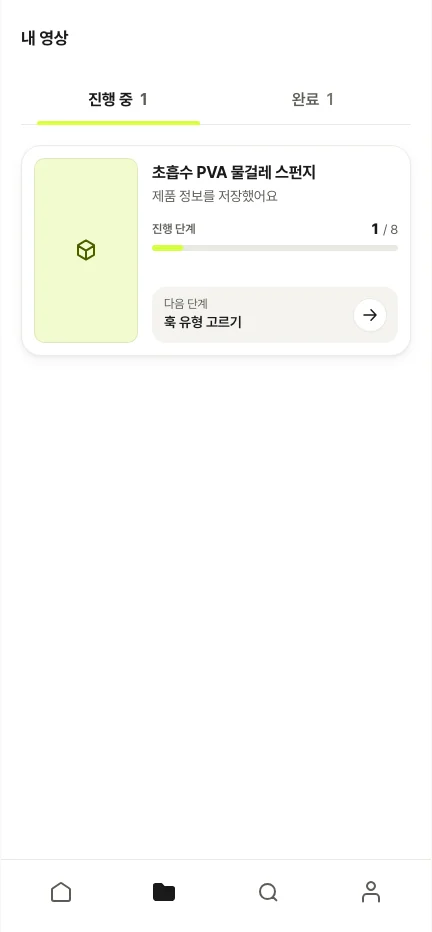 내 영상
진행 중 1
완료 1
초흡수 PVA 물걸레 스펀지
제품 정보를 저장했어요
진행 단계
1 / 8
다음 단계
훅 유형 고르기